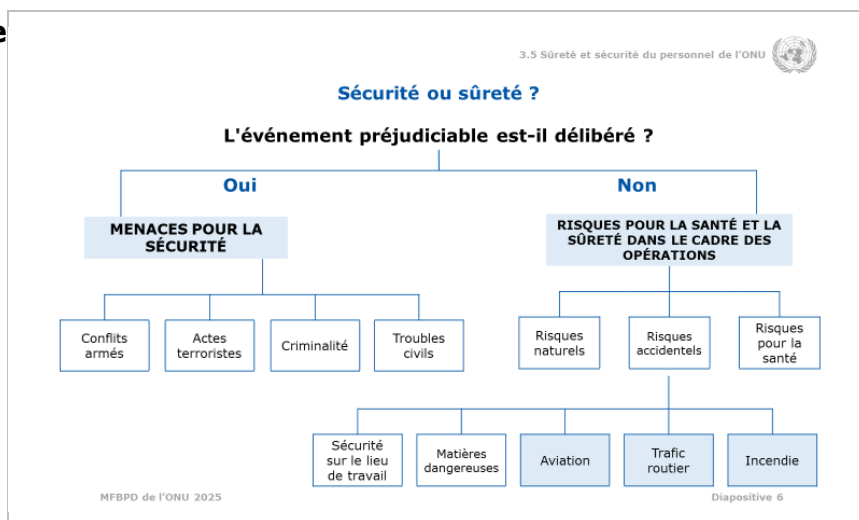 e
3.5 Sûreté et sécurité du personnel de l'ONU
Sécurité ou sûreté ?
L'événement préjudiciable est-il délibéré ?
Oui
Non
MENACES POUR LA
SÉCURITÉ
RISQUES POUR LA SANTÉ ET LA
SÛRETÉ DANS LE CADRE DES
OPÉRATIONS
Conflits
armés
Actes
terroristes
Criminalité
Troubles
civils
Risques
naturels
Risques
accidentels
Risques
pour la
santé
Sécurité
sur le lieu
de travail
Matières
dangereuses
Aviation
Trafic
routier
Incendie
MFBPD de l'ONU 2025
Diapositive 6